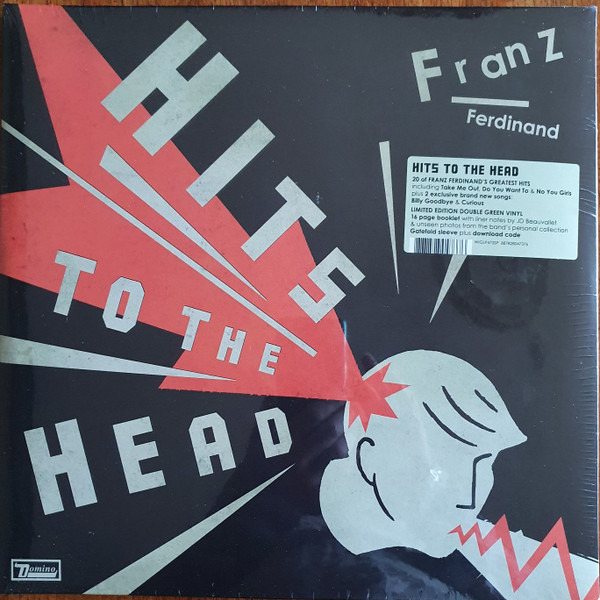 Franz
Ferdinand
HITS
TO THE
HEAD
HITS TO THE HEAD
20 of FRANZ FERDINAND'S GREATEST HITS
including Take Me Out, Do You Want To & No You Girls
plus 2 exclusive brand new songs:
Billy Goodbye & Curious
LIMITED EDITION DOUBLE GREEN VINYL
16 page booklet with liner notes by JD Beauvallet
& unseen photos from the band's personal collection
Gatefold sleeve plus download code
Domino